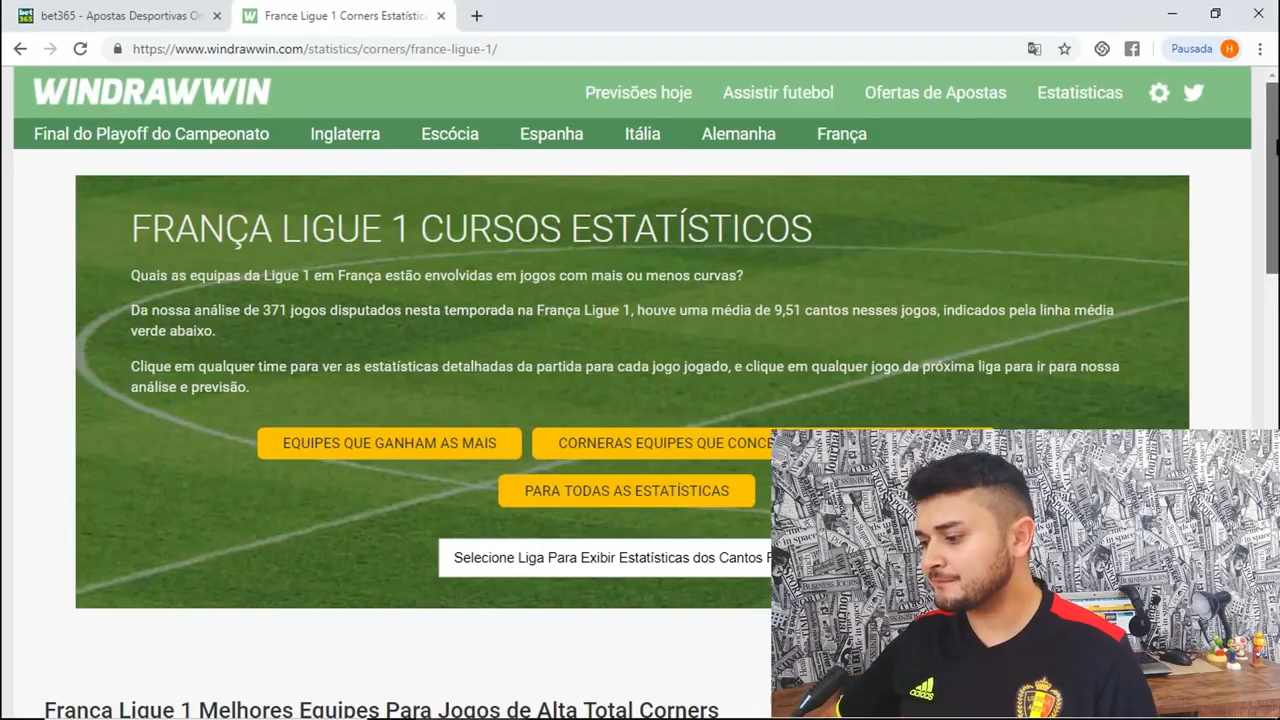 bet365 - Apostas Desportivas On
France Ligue 1 Corners Estatístic
https://www.windrawwin.com/statistics/corners/france-ligue-1/
Pausada H
WINDRAWWIN
Previsões hoje Assistir futebol Ofertas de Apostas Estatisticas
Final do Playoff do Campeonato Inglaterra Escócia Espanha Itália Alemanha França
FRANÇA LIGUE 1 CURSOS ESTATÍSTICOS
Quais as equipas da Ligue 1 em França estão envolvidas em jogos com mais ou menos curvas?
Da nossa análise de 371 jogos disputados nesta temporada na França Ligue 1, houve uma média de 9,51 cantos nesses jogos, indicados pela linha média
verde abaixo.
Clique em qualquer time para ver as estatísticas detalhadas da partida para cada jogo jogado, e clique em qualquer jogo da próxima liga para ir para nossa
análise e previsão.
EQUIPES QUE GANHAM AS MAIS
CORNERAS EQUIPES QUE CONCE
PARA TODAS AS ESTATÍSTICAS
Selecione Liga Para Exibir Estatísticas dos Cantos
França Ligue 1 Melhores Equipes Para Jogos de Alta Total Corners
adidas